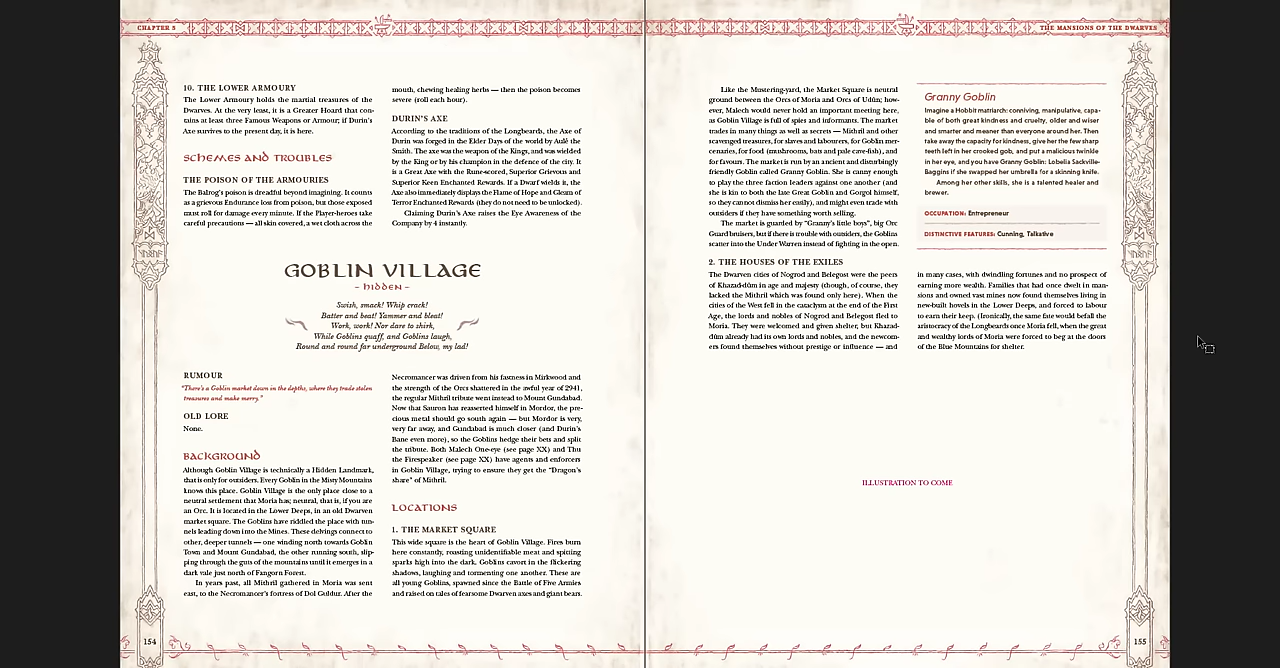 CHAPTER 5
THE MANSIONS OF THE DWARVES
10. THE LOWER ARMOURY
The Lower Armoury holds the martial treasures of the
Dwarves. At the very least, it is a Greater Hoard that con-
tains at least three Famous Weapons or Armour; if Durin's
Axe survives to the present day, it is here.
SCHEMES AND TROUBLES
THE POISON OF THE ARMOURIES
The Balrog's poison is dreadful beyond imagining. It counts
as a grievous Endurance loss from poison, but those exposed
must roll for damage every minute. If the Player-heroes take
careful precautions — all skin covered, a wet cloth across the
mouth, chewing healing herbs — then the poison becomes
severe (roll each hour).
DURIN'S AXE
According to the traditions of the Longbeards, the Axe of
Durin was forged in the Elder Days of the world by Aulë the
Smith. The axe was the weapon of the Kings, and was wielded
by the King or by his champion in the defence of the city. It
is a Great Axe with the Rune-scored, Superior Grievous and
Superior Keen Enchanted Rewards. If a Dwarf wields it, the
Axe also immediately displays the Flame of Hope and Gleam of
Terror Enchanted Rewards (they do not need to be unlocked).
Claiming Durin's Axe raises the Eye Awareness of the
Company by 4 instantly.
GOBLIN VILLAGE
- HIDDEN -
Swish, smack! Whip crack!
Batter and beat! Yammer and bleat!
Work, work! Nor dare to shirk,
While Goblins quaff, and Goblins laugh,
Round and round far underground Below, my lad!
RUMOUR
"There's a Goblin market down in the depths, where they trade stolen
treasures and make merry."
OLD LORE
None.
BACKGROUND
Although Goblin Village is technically a Hidden Landmark,
that is only for outsiders. Every Goblin in the Misty Mountains
knows this place. Goblin Village is the only place close to a
neutral settlement that Moria has; neutral, that is, if you are
an Orc. It is located in the Lower Deeps, in an old Dwarven
market square. The Goblins have riddled the place with tun-
nels leading down into the Mines. These delvings connect to
other, deeper tunnels — one winding north towards Goblin
Town and Mount Gundabad, the other running south, slip-
ping through the guts of the mountains until it emerges in a
dark vale just north of Fangorn Forest.
In years past, all Mithril gathered in Moria was sent
east, to the Necromancer's fortress of Dol Guldur. After the
Necromancer was driven from his fastness in Mirkwood and
the strength of the Orcs shattered in the awful year of 2941,
the regular Mithril tribute went instead to Mount Gundabad.
Now that Sauron has reasserted himself in Mordor, the pre-
cious metal should go south again — but Mordor is very,
very far away, and Gundabad is much closer (and Durin's
Bane even more), so the Goblins hedge their bets and split
the tribute. Both Malech One-eye (see page XX) and Thu
the Firespeaker (see page XX) have agents and enforcers
in Goblin Village, trying to ensure they get the "Dragon's
share" of Mithril.
LOCATIONS
1. THE MARKET SQUARE
This wide square is the heart of Goblin Village. Fires burn
here constantly, roasting unidentifiable meat and spitting
sparks high into the dark. Goblins cavort in the flickering
shadows, laughing and tormenting one another. These are
all young Goblins, spawned since the Battle of Five Armies
and raised on tales of fearsome Dwarven axes and giant bears.
154
Like the Mustering-yard, the Market Square is neutral
ground between the Orcs of Moria and Orcs of Udûn; how-
ever, Malech would never hold an important meeting here,
as Goblin Village is full of spies and informants. The market
trades in many things as well as secrets — Mithril and other
scavenged treasures, for slaves and labourers, for Goblin mer-
cenaries, for food (mushrooms, bats and pale cave-fish), and
for favours. The market is run by an ancient and disturbingly
friendly Goblin called Granny Goblin. She is canny enough
to play the three faction leaders against one another (and
she is kin to both the late Great Goblin and Gorgol himself,
so they cannot dismiss her easily), and might even trade with
outsiders if they have something worth selling.
The market is guarded by "Granny's little boys", big Orc
Guard bruisers, but if there is trouble with outsiders, the Goblins
scatter into the Under Warren instead of fighting in the open.
Granny Goblin
Imagine a Hobbit matriarch: conniving, manipulative, capa-
ble of both great kindness and cruelty, older and wiser
and smarter and meaner than everyone around her. Then
take away the capacity for kindness, give her the few sharp
teeth left in her crooked gob, and put a malicious twinkle
in her eye, and you have Granny Goblin: Lobelia Sackville-
Baggins if she swapped her umbrella for a skinning knife.
Among her other skills, she is a talented healer and
brewer.
OCCUPATION: Entrepreneur
DISTINCTIVE FEATURES: Cunning, Talkative
2. THE HOUSES OF THE EXILES
The Dwarven cities of Nogrod and Belegost were the peers
of Khazad-dûm in age and majesty (though, of course, they
lacked the Mithril which was found only here). When the
cities of the West fell in the cataclysm at the end of the First
Age, the lords and nobles of Nogrod and Belegost fled to
Moria. They were welcomed and given shelter, but Khazad-
dûm already had its own lords and nobles, and the newcom-
ers found themselves without prestige or influence — and
in many cases, with dwindling fortunes and no prospect of
earning more wealth. Families that had once dwelt in man-
sions and owned vast mines now found themselves living in
new-built hovels in the Lower Deeps, and forced to labour
to earn their keep. (Ironically, the same fate would befall the
aristocracy of the Longbeards once Moria fell, when the great
and wealthy lords of Moria were forced to beg at the doors
of the Blue Mountains for shelter.
ILLUSTRATION TO COME
155